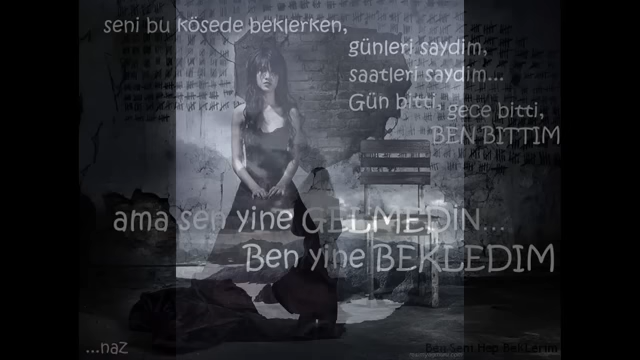 seni bu kösede beklerken,
günleri saydim,
saatleri saydim...
Gün bitti, gece bitti,
BEN BITTIM
ama sen yine GELMEDIN...
Ben yine BEKLEDIM
...naz
Ben Seni Hep Beklerim